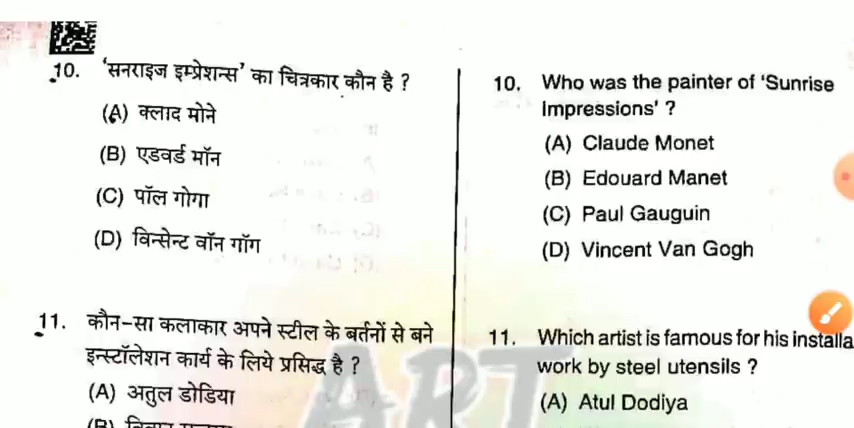 10. 'सनराइज इम्प्रेशन्स' का चित्रकार कौन है ?
(A) क्लाद मोने
(B) एडवर्ड मॉन
(C) पॉल गोगा
(D) विन्सेन्ट वॉन गॉग
11. कौन-सा कलाकार अपने स्टील के बर्तनों से बने
इन्स्टॉलेशन कार्य के लिये प्रसिद्ध है ?
(A) अतुल डोडिया
(B)
10. Who was the painter of 'Sunrise
Impressions' ?
(A) Claude Monet
(B) Edouard Manet
(C) Paul Gauguin
(D) Vincent Van Gogh
11. Which artist is famous for his installa
work by steel utensils ?
(A) Atul Dodiya
ART